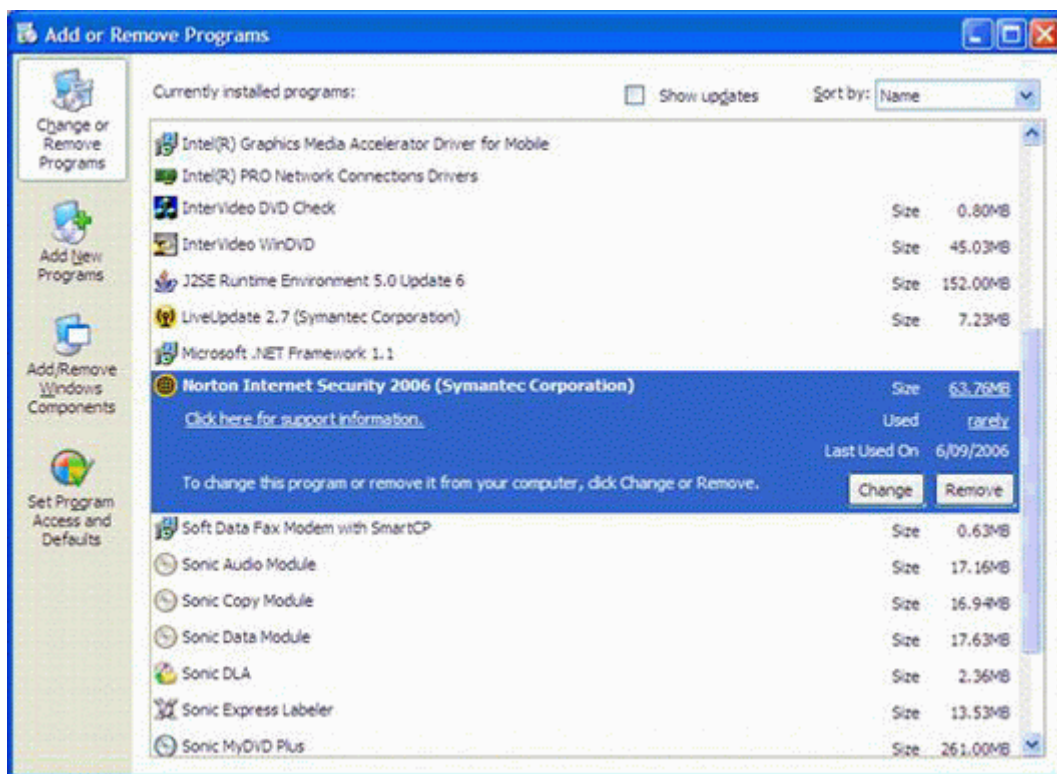 Add or Remove Programs
Change or
Remove
Programs
Add New
Programs
Add/Remove
Windows
Components
Set Program
Access and
Defaults
Currently installed programs: Show updates Sort by: Name
Intel(R) Graphics Media Accelerator Driver for Mobile
Intel(R) PRO Network Connections Drivers
InterVideo DVD Check Size 0.80MB
InterVideo WinDVD Size 45.03MB
J2SE Runtime Environment 5.0 Update 6 Size 152.00MB
LiveUpdate 2.7 (Symantec Corporation) Size 7.23MB
Microsoft .NET Framework 1.1
Norton Internet Security 2006 (Symantec Corporation) Size 63.76MB
Click here for support information. Used rarely
Last Used On 6/09/2006
To change this program or remove it from your computer, click Change or Remove. Change Remove
Soft Data Fax Modem with SmartCP Size 0.63MB
Sonic Audio Module Size 17.16MB
Sonic Copy Module Size 16.94MB
Sonic Data Module Size 17.63MB
Sonic DLA Size 2.36MB
Sonic Express Labeler Size 13.53MB
Sonic MyDVD Plus Size 261.00MB